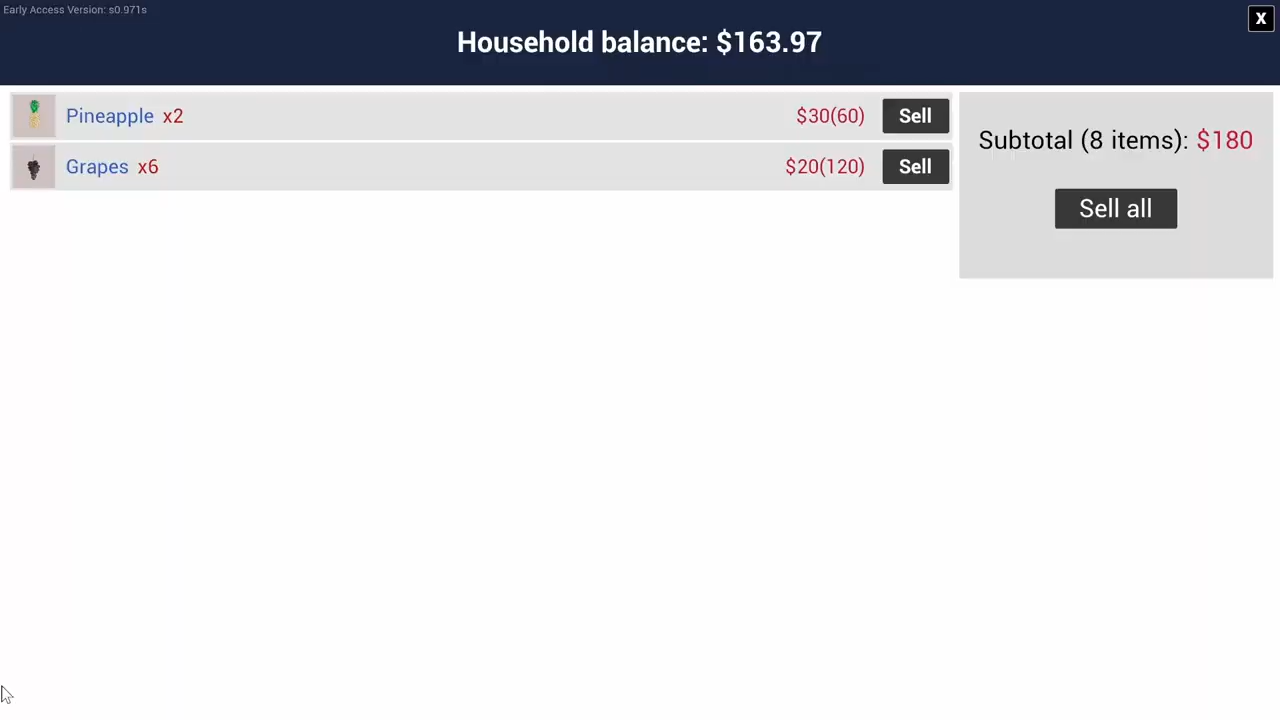 Early Access Version: s0.971s
X
Household balance: $163.97
Pineapple x2 $30(60) Sell
Grapes x6 $20(120) Sell
Subtotal (8 items): $180
Sell all